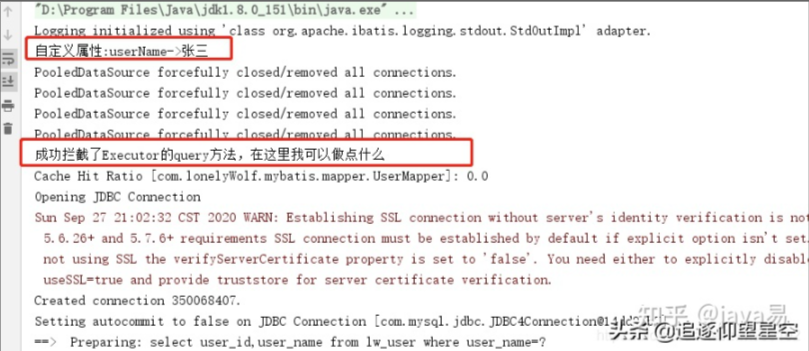 "D:\Program Files\Java\jdk1.8.0_151\bin\java.exe" ...
Logging initialized using 'class org.apache.ibatis.logging.stdout.StdOutImpl' adapter.
自定义属性:userName->张三
PooledDataSource forcefully closed/removed all connections.
PooledDataSource forcefully closed/removed all connections.
PooledDataSource forcefully closed/removed all connections.
PooledDataSource forcefully closed/removed all connections.
成功拦截了Executor的query方法，在这里我可以做点什么
Cache Hit Ratio [com.lonelyWolf.mybatis.mapper.UserMapper]: 0.0
Opening JDBC Connection
Sun Sep 27 21:02:32 CST 2020 WARN: Establishing SSL connection without server's identity verification is not
5.6.26+ and 5.7.6+ requirements SSL connection must be established by default if explicit option isn't set.
not using SSL the verifyServerCertificate property is set to 'false'. You need either to explicitly disable
useSSL=true and provide truststore for server certificate verification.
Created connection 350068407.
Setting autocommit to false on JDBC Connection [com.mysql.jdbc.JDBC4Connection@14dd
知乎 @java易
头条 @追逐仰望星空
==> Preparing: select user_id,user_name from lw_user where user_name=?